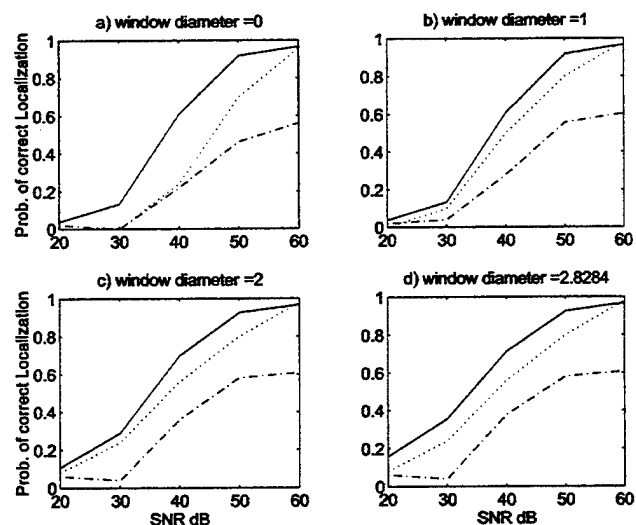 a) window diameter =0
Prob. of correct Localization
1
0.8
0.6
0.4
0.2
0
20 30 40 50 60
b) window diameter =1
1
0.8
0.6
0.4
0.2
0
20 30 40 50 60
c) window diameter =2
Prob. of correct Localization
1
0.8
0.6
0.4
0.2
0
20 30 40 50 60
SNR dB
d) window diameter =2.8284
1
0.8
0.6
0.4
0.2
0
20 30 40 50 60
SNR dB